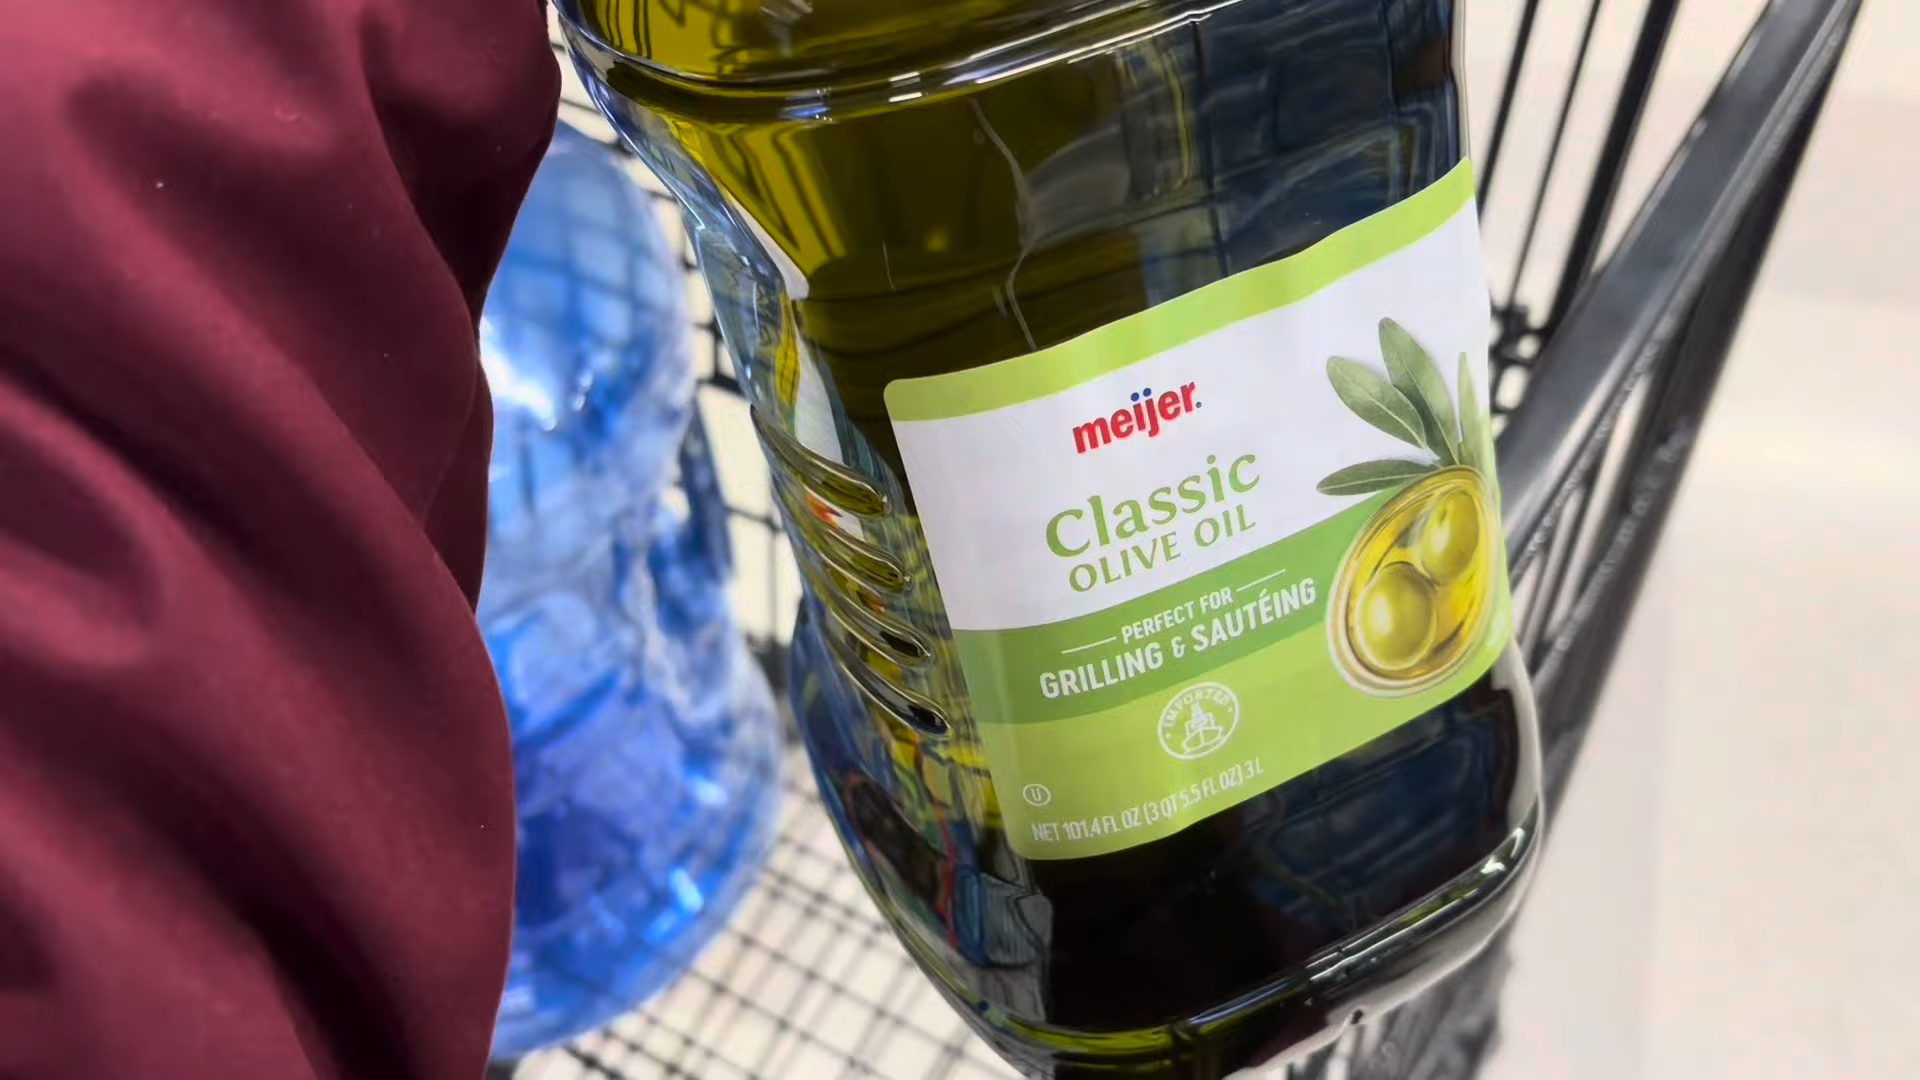 meijer
Classic
OLIVE OIL
PERFECT FOR
GRILLING & SAUTÉING
IMPORTED
U
NET 101.4 FL OZ (3 QT 5.5 FL OZ) 3L